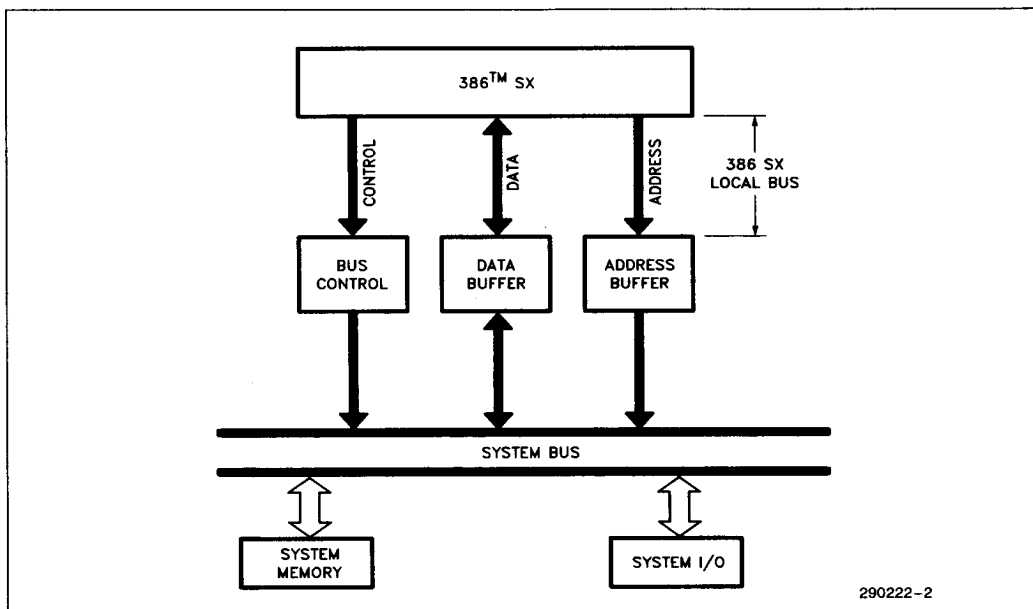 386™ SX
CONTROL
DATA
ADDRESS
386 SX
LOCAL BUS
BUS
CONTROL
DATA
BUFFER
ADDRESS
BUFFER
SYSTEM BUS
SYSTEM
MEMORY
SYSTEM I/O
290222-2